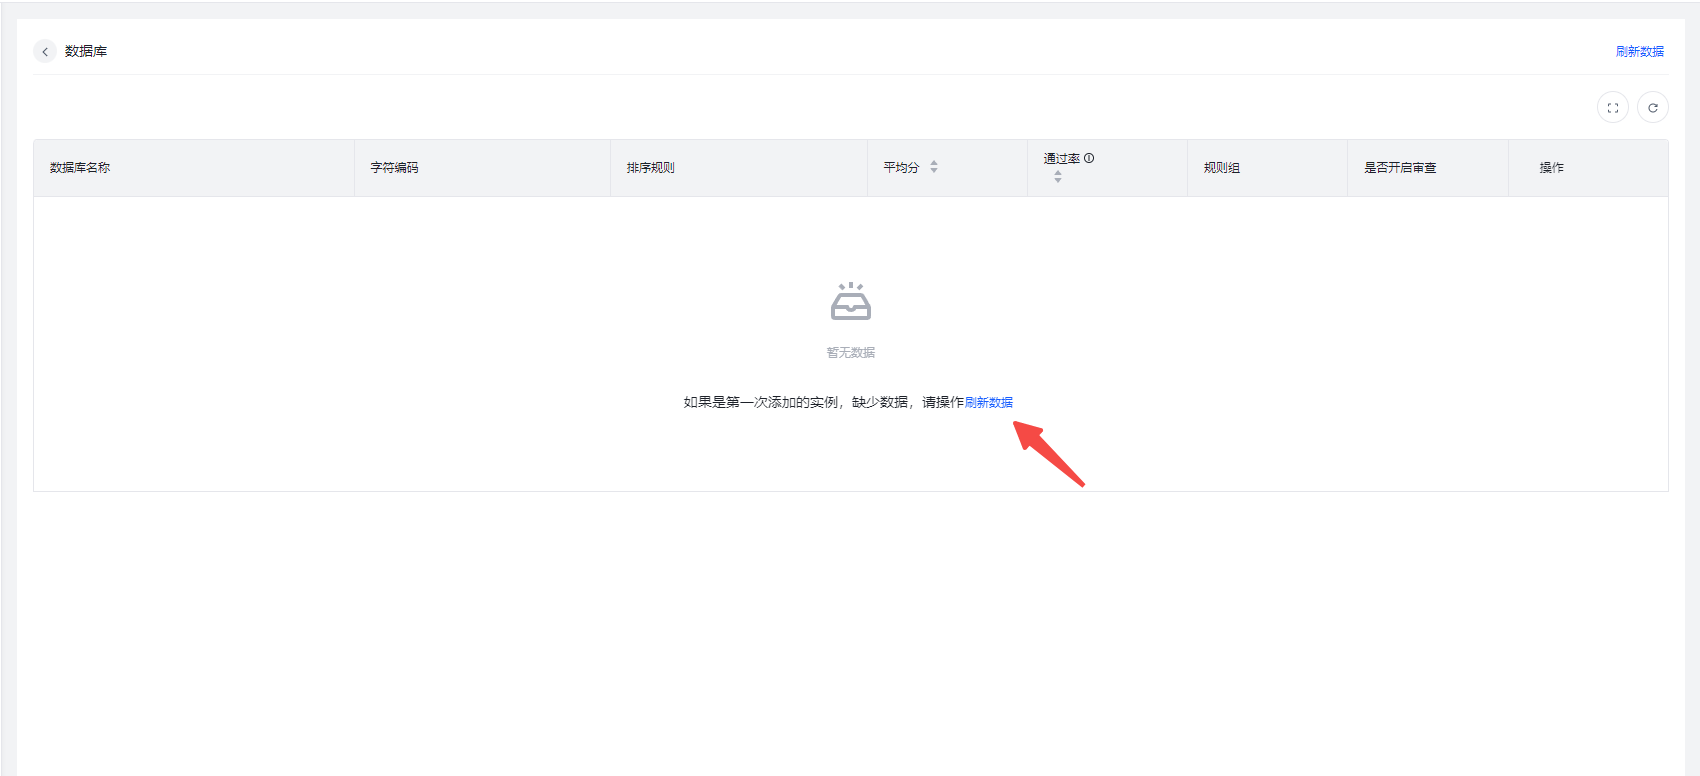 数据库
刷新数据
数据库名称
字符编码
排序规则
平均分
通过率
规则组
是否开启审查
操作
暂无数据
如果是第一次添加的实例，缺少数据，请操作刷新数据